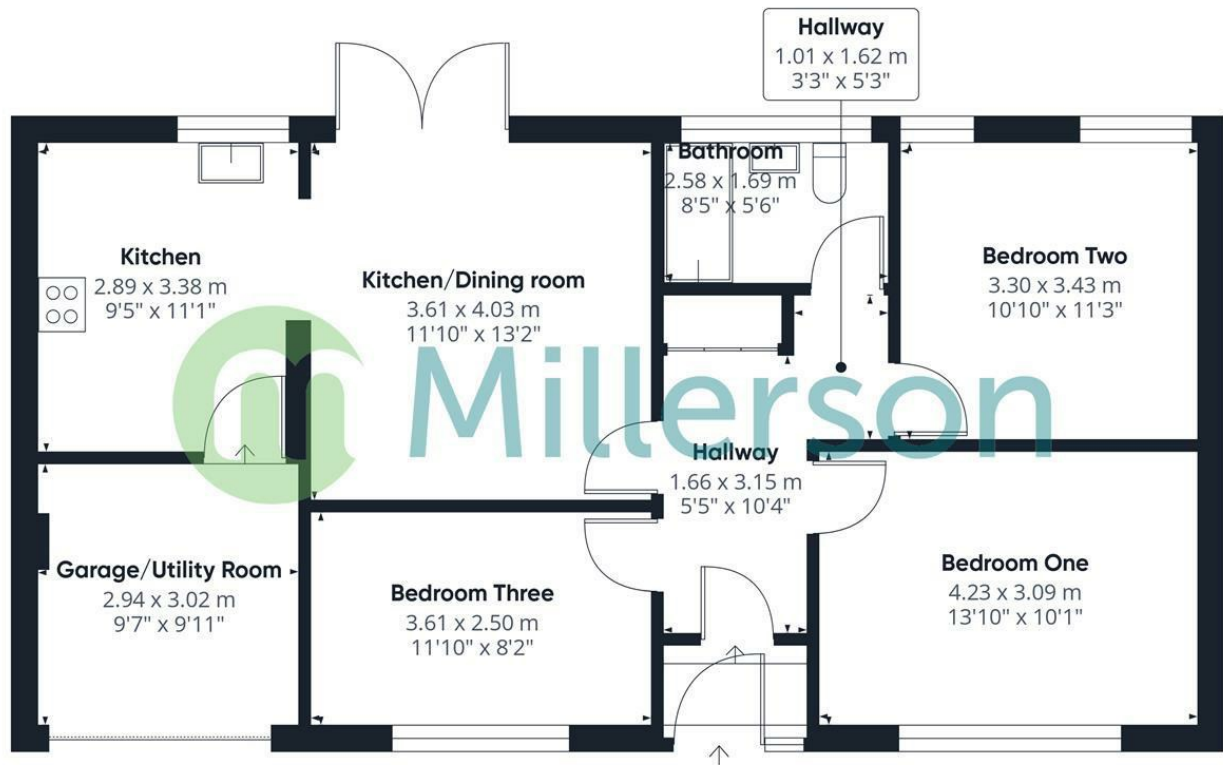 Hallway
1.01 x 1.62 m
3'3" x 5'3"
Bathroom
2.58 x 1.69 m
8'5" x 5'6"
Kitchen
2.89 x 3.38 m
9'5" x 11'1"
Kitchen/Dining room
3.61 x 4.03 m
11'10" x 13'2"
Bedroom Two
3.30 x 3.43 m
10'10" x 11'3"
m Millerson
Hallway
1.66 x 3.15 m
5'5" x 10'4"
Garage/Utility Room
2.94 x 3.02 m
9'7" x 9'11"
Bedroom Three
3.61 x 2.50 m
11'10" x 8'2"
Bedroom One
4.23 x 3.09 m
13'10" x 10'1"